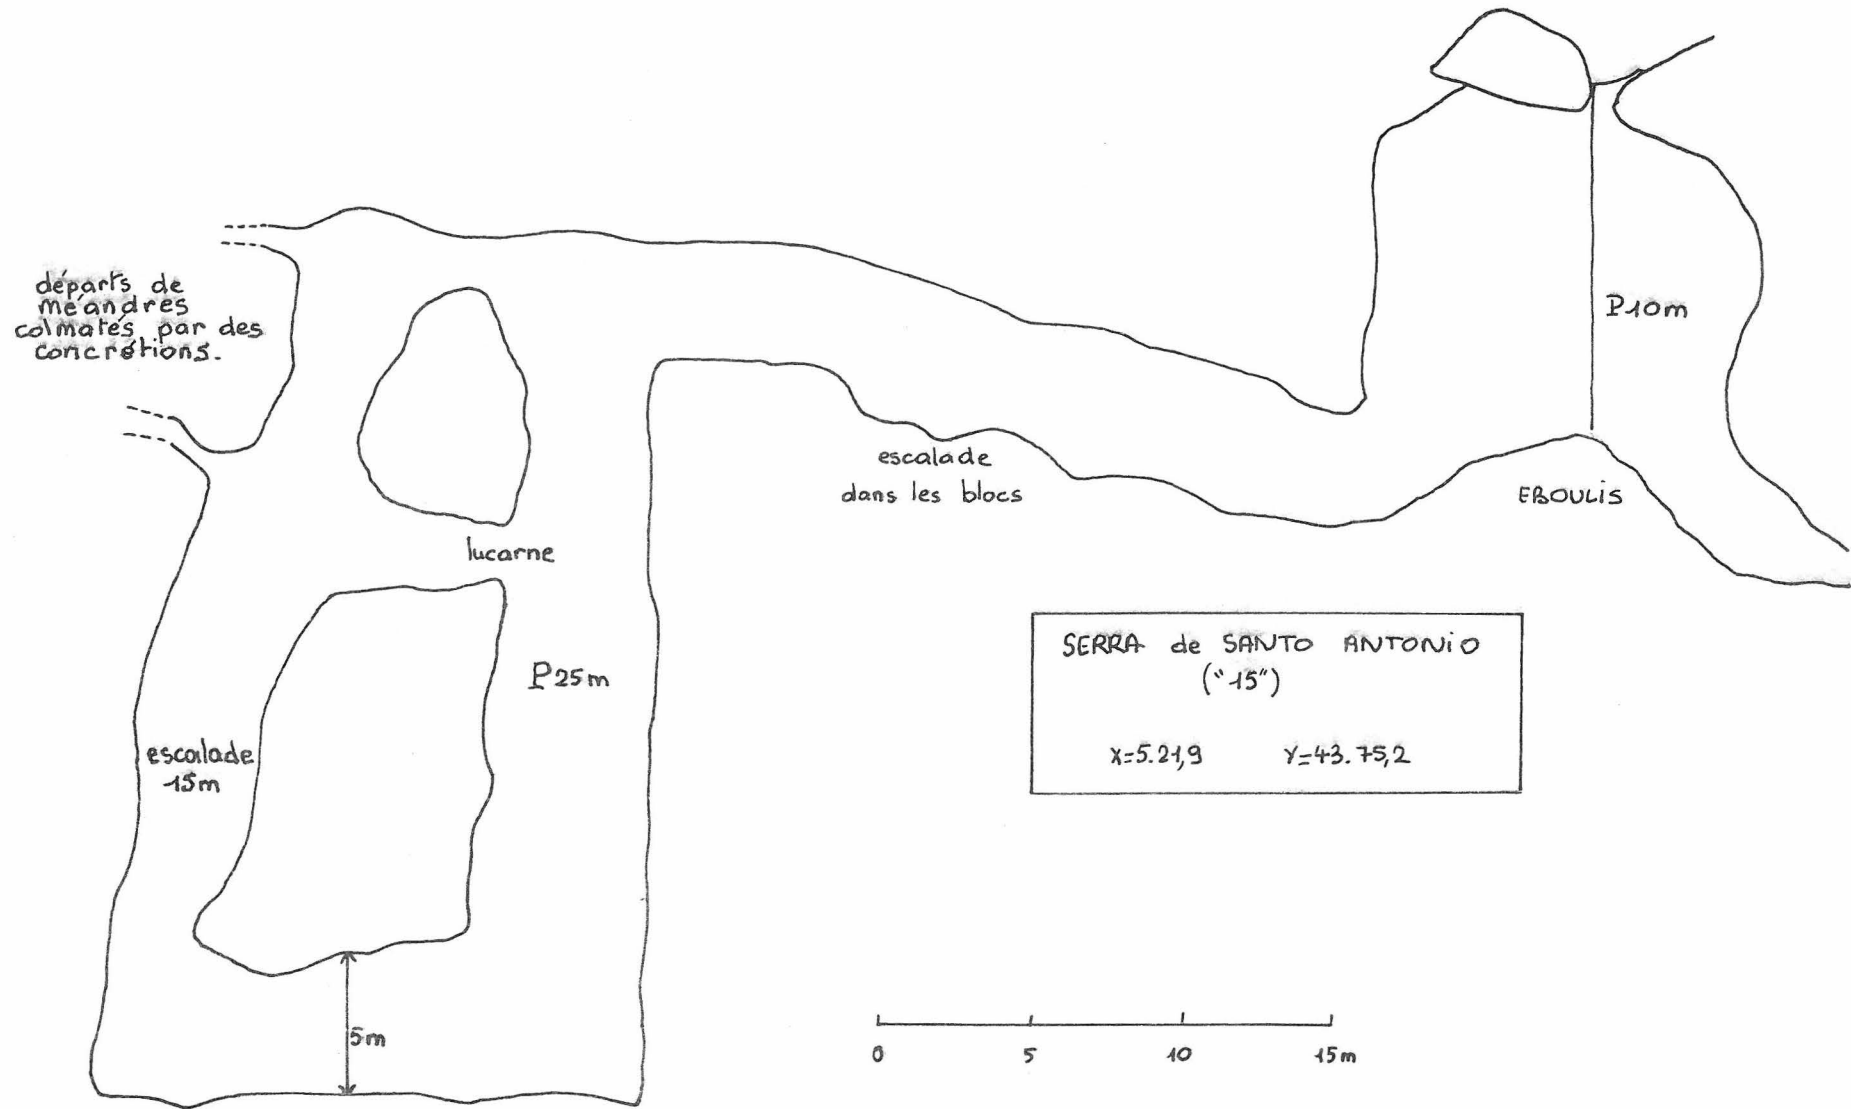 départs de
méandres
colmatés par des
concrétions.
P10m
escalade
dans les blocs
EBOULiS
lucarne
P25m
escalade
15m
SERRA de SANTO ANTONiO
("15")
X=5.21,9 Y=43.75,2
5m
0 5 10 15m